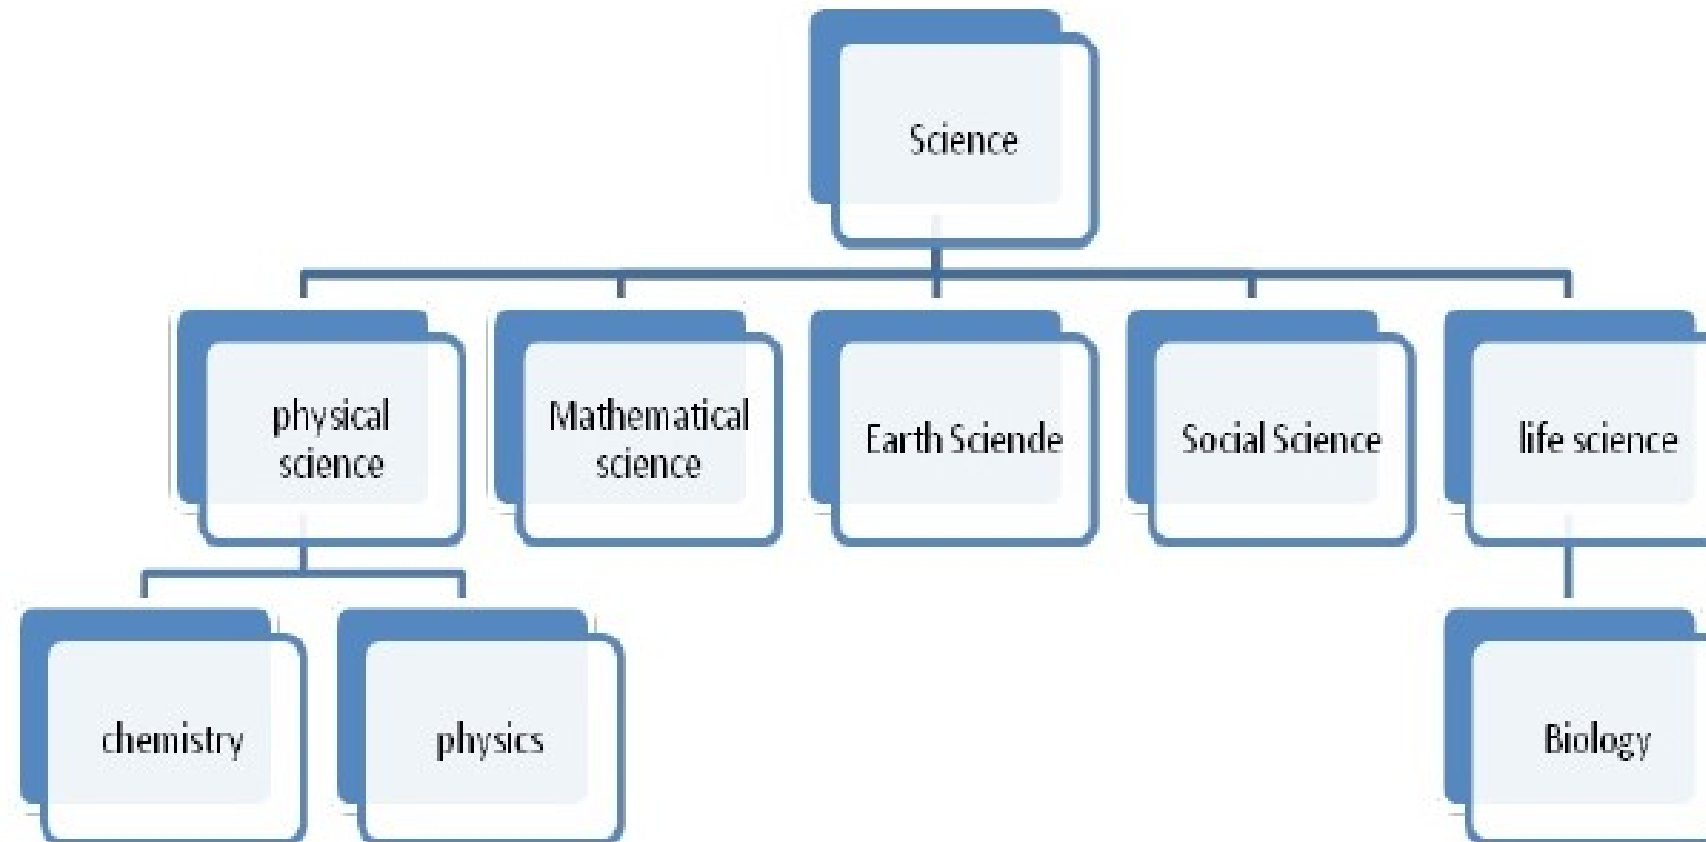 Science
physical
science
Mathematical
science
Earth Sciende
Social Science
life science
chemistry
physics
Biology